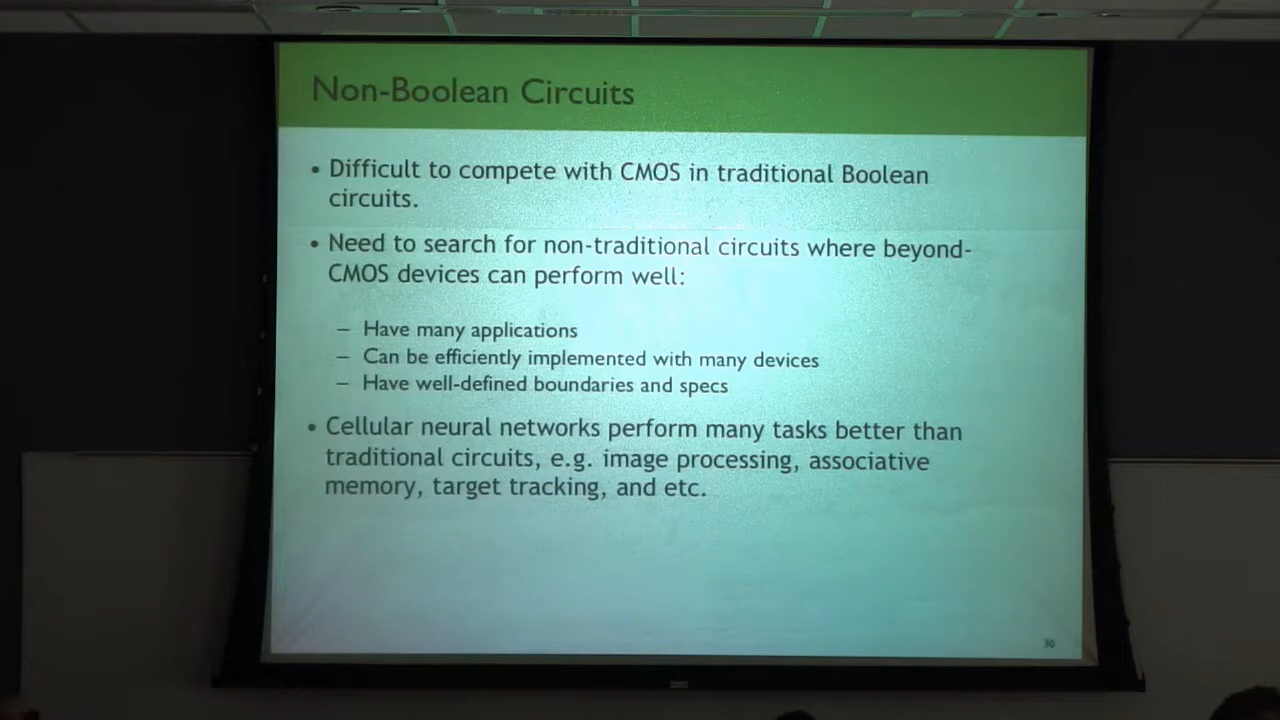 Non-Boolean Circuits
• Difficult to compete with CMOS in traditional Boolean
circuits.
• Need to search for non-traditional circuits where beyond-
CMOS devices can perform well:
– Have many applications
– Can be efficiently implemented with many devices
– Have well-defined boundaries and specs
• Cellular neural networks perform many tasks better than
traditional circuits, e.g. image processing, associative
memory, target tracking, and etc.
30